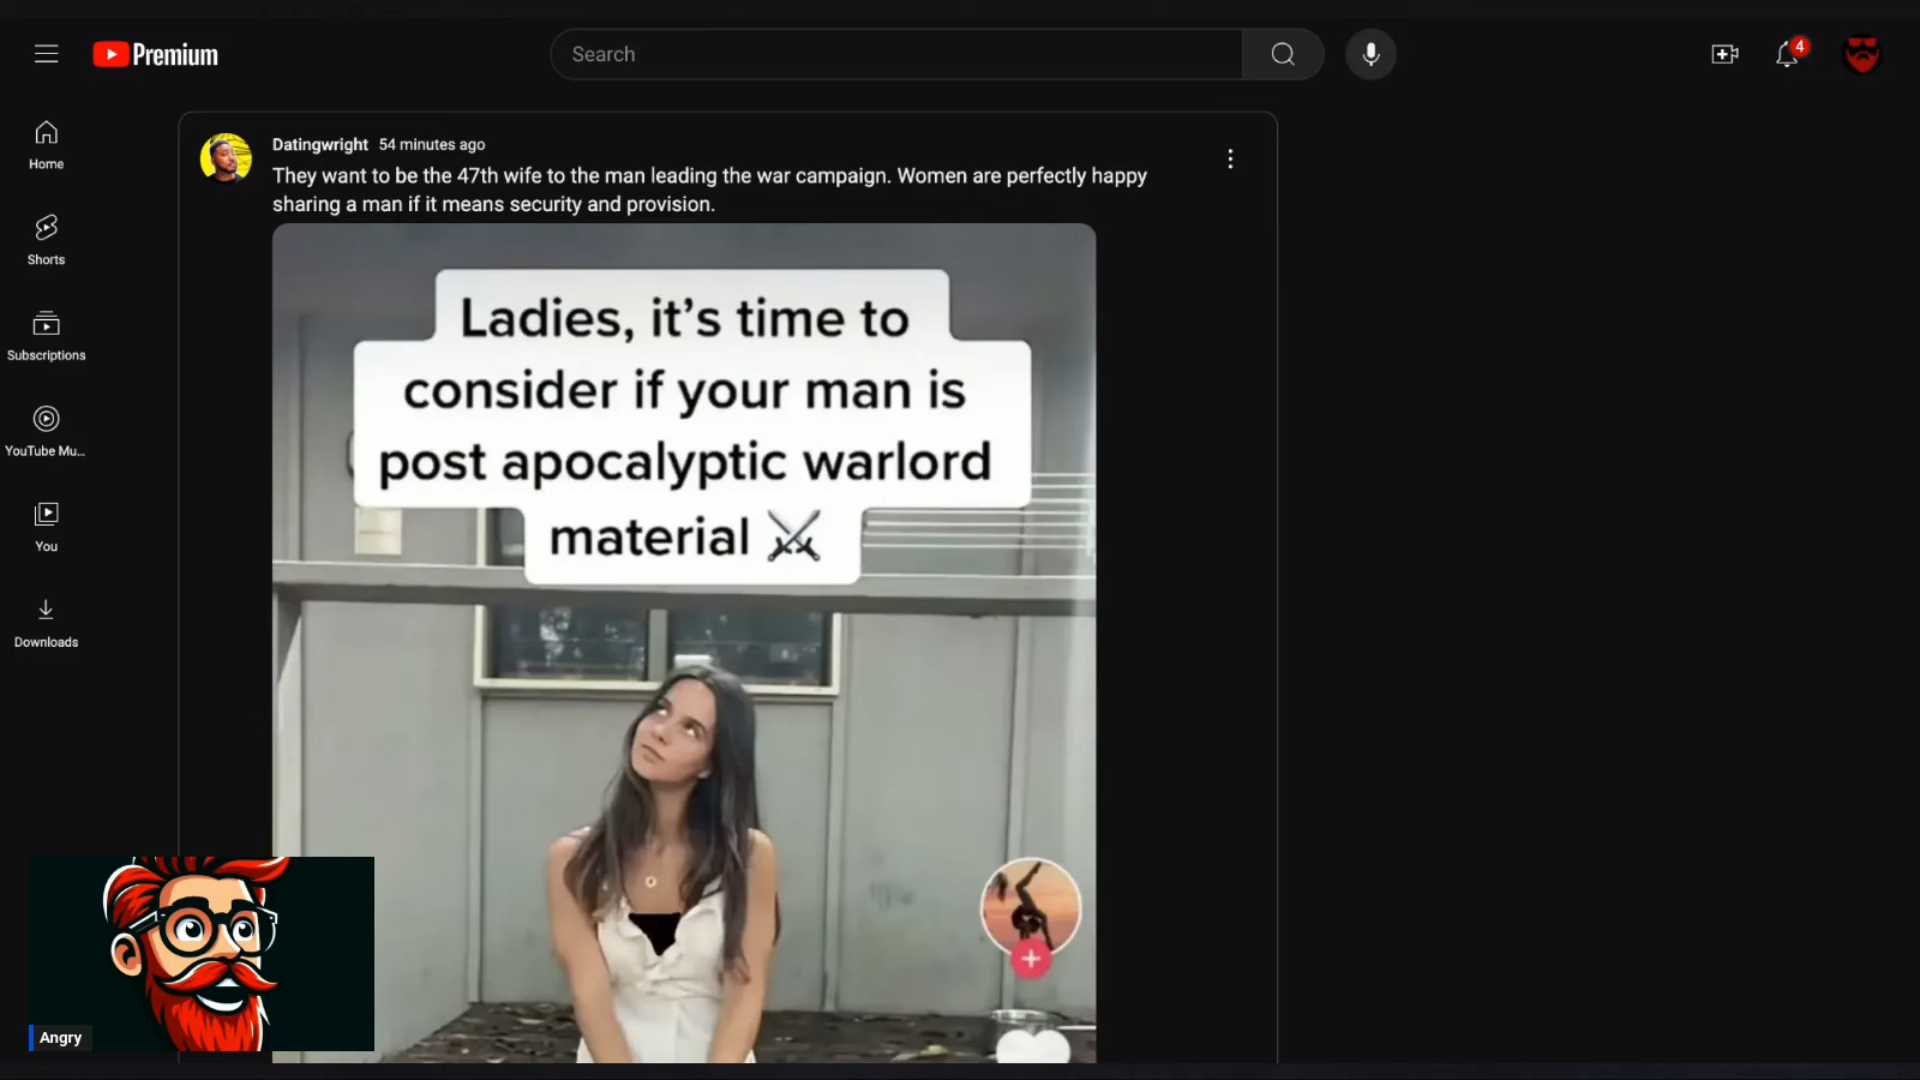 Premium
Search
4
Home
Shorts
Subscriptions
YouTube Mu...
You
Downloads
Datingwright 54 minutes ago
They want to be the 47th wife to the man leading the war campaign. Women are perfectly happy
sharing a man if it means security and provision.
Ladies, it's time to
consider if your man is
post apocalyptic warlord
material ⚔
Angry